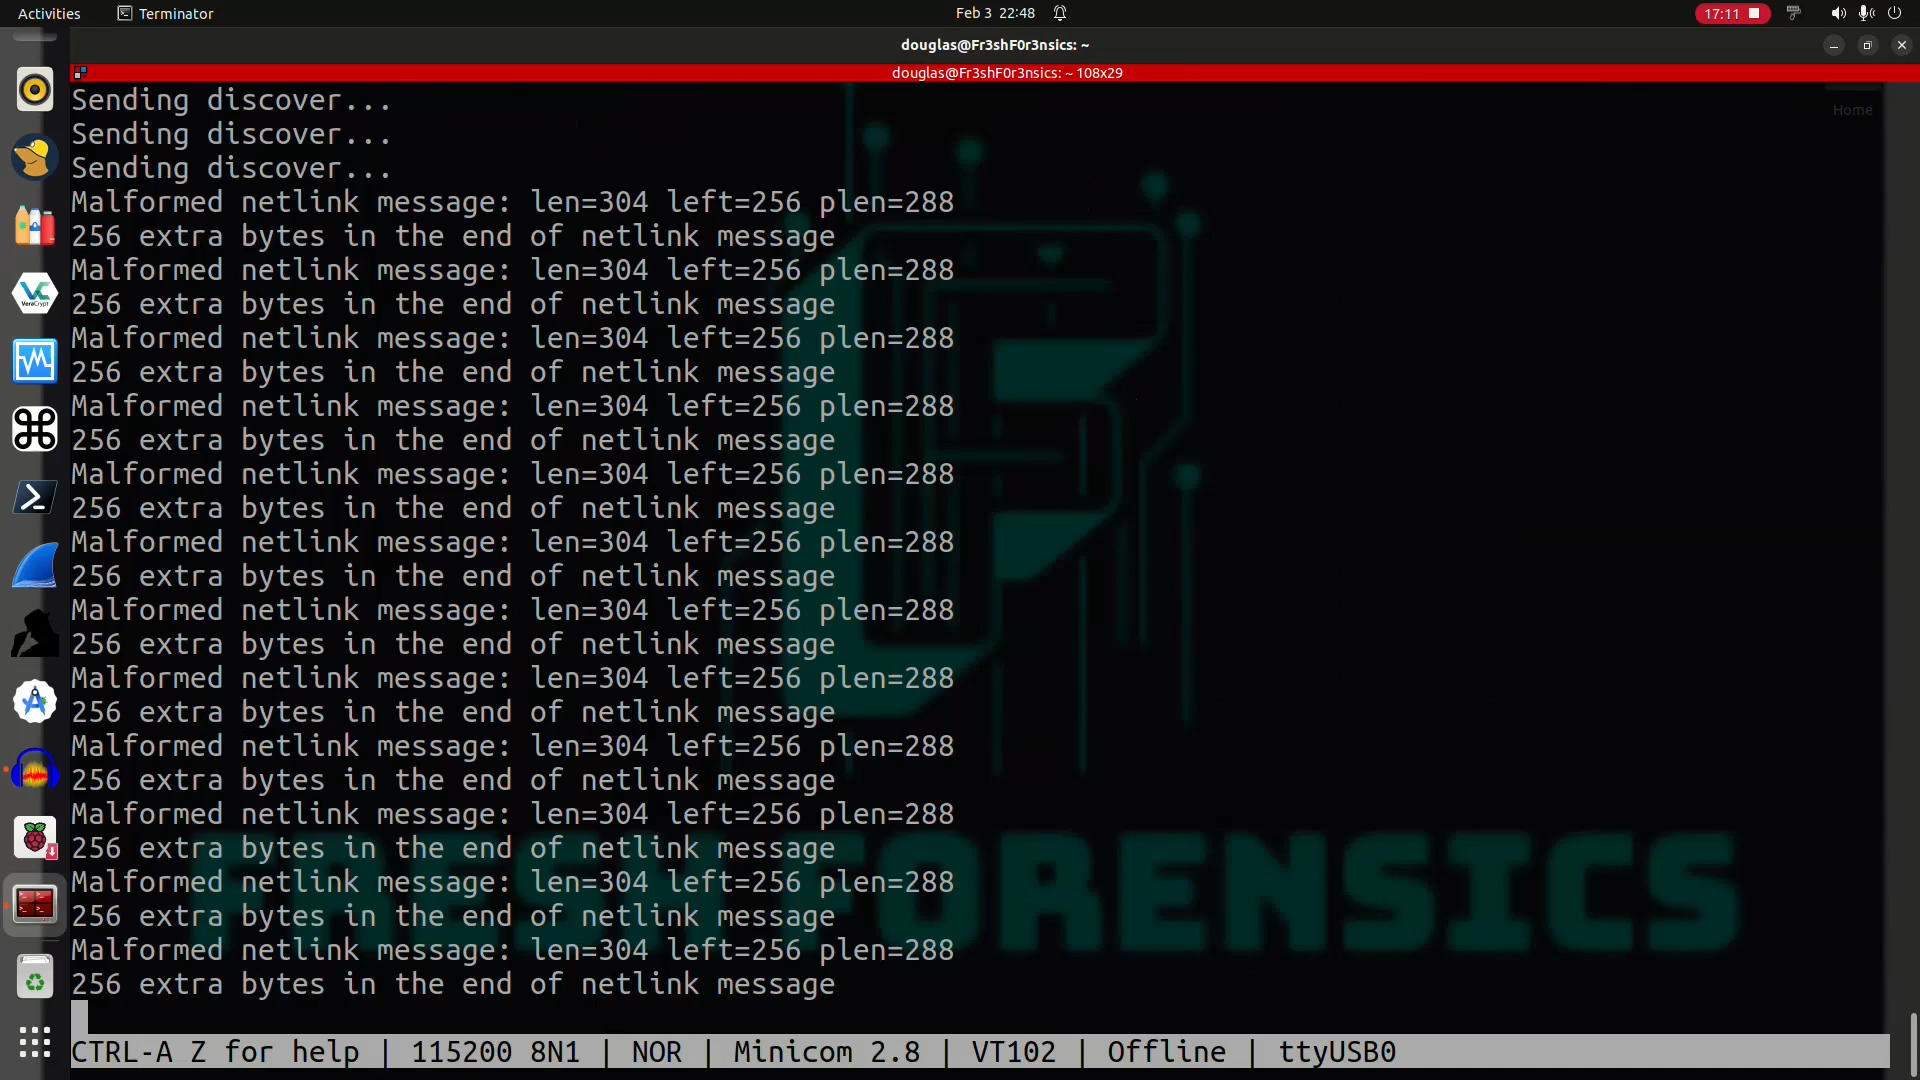 Activities Terminator Feb 3 22:48 17:11
douglas@Fr3shF0r3nsics: ~
douglas@Fr3shF0r3nsics: ~ 108x29
Home
Sending discover...
Sending discover...
Sending discover...
Malformed netlink message: len=304 left=256 plen=288
256 extra bytes in the end of netlink message
Malformed netlink message: len=304 left=256 plen=288
256 extra bytes in the end of netlink message
Malformed netlink message: len=304 left=256 plen=288
256 extra bytes in the end of netlink message
Malformed netlink message: len=304 left=256 plen=288
256 extra bytes in the end of netlink message
Malformed netlink message: len=304 left=256 plen=288
256 extra bytes in the end of netlink message
Malformed netlink message: len=304 left=256 plen=288
256 extra bytes in the end of netlink message
Malformed netlink message: len=304 left=256 plen=288
256 extra bytes in the end of netlink message
Malformed netlink message: len=304 left=256 plen=288
256 extra bytes in the end of netlink message
Malformed netlink message: len=304 left=256 plen=288
256 extra bytes in the end of netlink message
Malformed netlink message: len=304 left=256 plen=288
256 extra bytes in the end of netlink message
Malformed netlink message: len=304 left=256 plen=288
256 extra bytes in the end of netlink message
Malformed netlink message: len=304 left=256 plen=288
256 extra bytes in the end of netlink message
CTRL-A Z for help | 115200 8N1 | NOR | Minicom 2.8 | VT102 | Offline | ttyUSB0
VC
VeraCrypt
FRESH FORENSICS